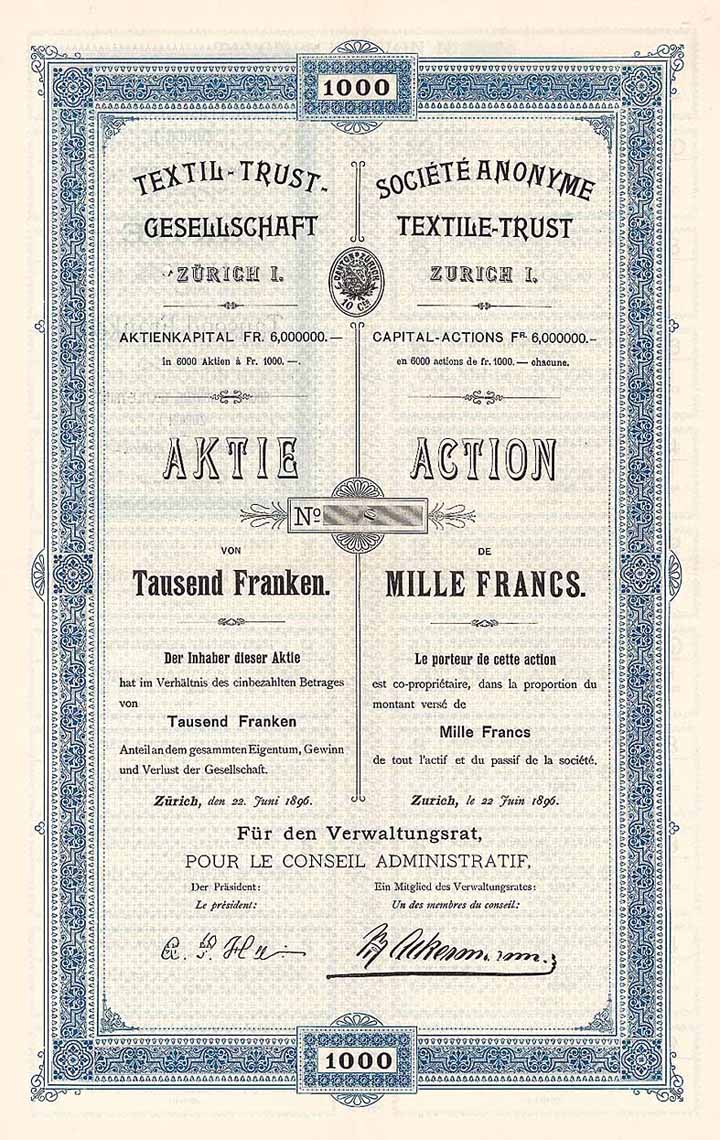 1000
TEXTIL-TRUST-
GESELLSCHAFT
ZÜRICH I.
AKTIENKAPITAL FR. 6,000000.—
in 6000 Aktien à Fr. 1000. —.
AKTIE
SOCIÉTÉ ANONYME
TEXTILE-TRUST
ZURICH I.
CAPITAL-ACTIONS FR. 6,000000.-
en 6000 actions de fr. 1000. — chacune.
ACTION
10 Cts
No
VON
Tausend Franken.
Der Inhaber dieser Aktie
hat im Verhältnis des einbezahlten Betrages
von
Tausend Franken
Anteil an dem gesammten Eigentum, Gewinn
und Verlust der Gesellschaft.
Zürich, den 22. Juni 1896.
DE
MILLE FRANCS.
Le porteur de cette action
est co-propriétaire, dans la proportion du
montant versé de
Mille Francs
de tout l'actif et du passif de la société.
Zurich, le 22 Juin 1896.
Für den Verwaltungsrat,
POUR LE CONSEIL ADMINISTRATIF,
Der Präsident:
Le président:
Ein Mitglied des Verwaltungsrates:
Un des membres du conseil:
Ackermann
1000